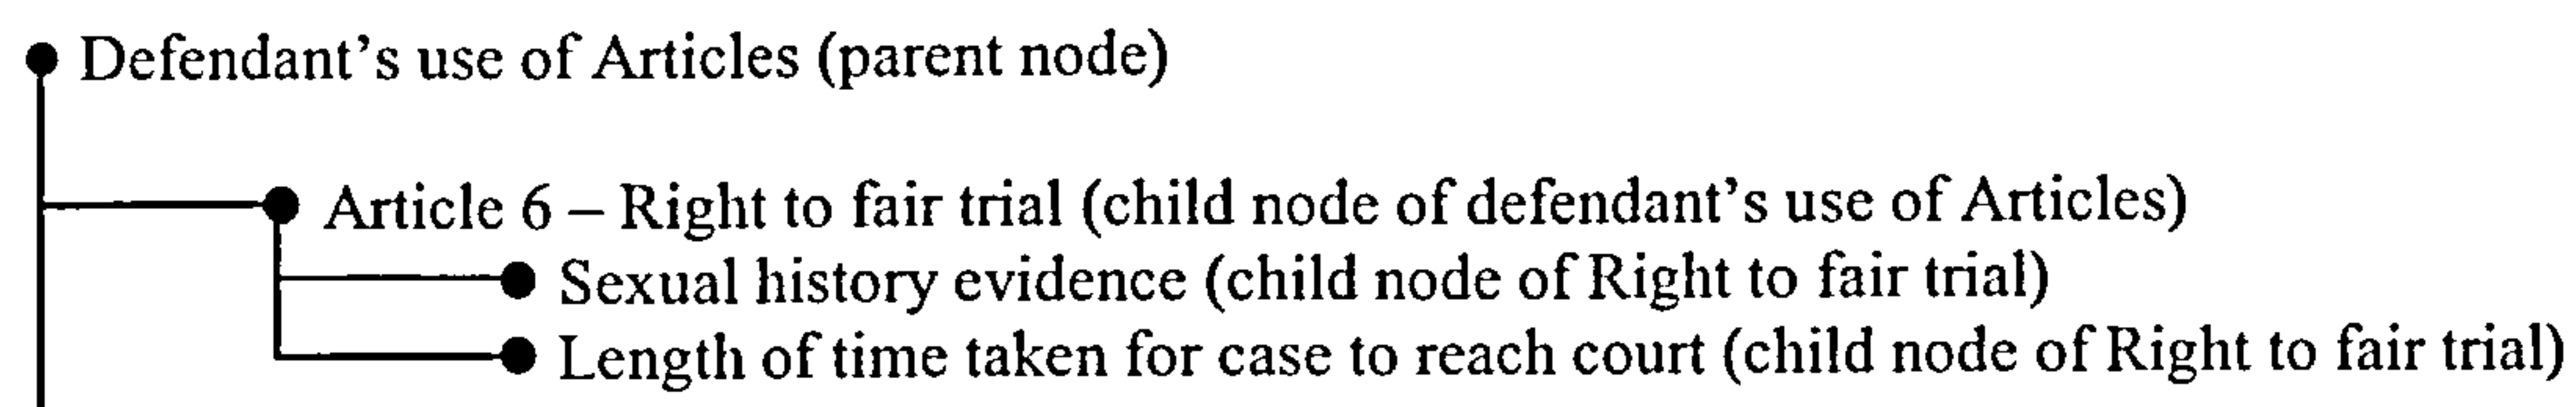 Defendant's use of Articles (parent node)
Article 6 – Right to fair trial (child node of defendant's use of Articles)
Sexual history evidence (child node of Right to fair trial)
Length of time taken for case to reach court (child node of Right to fair trial)